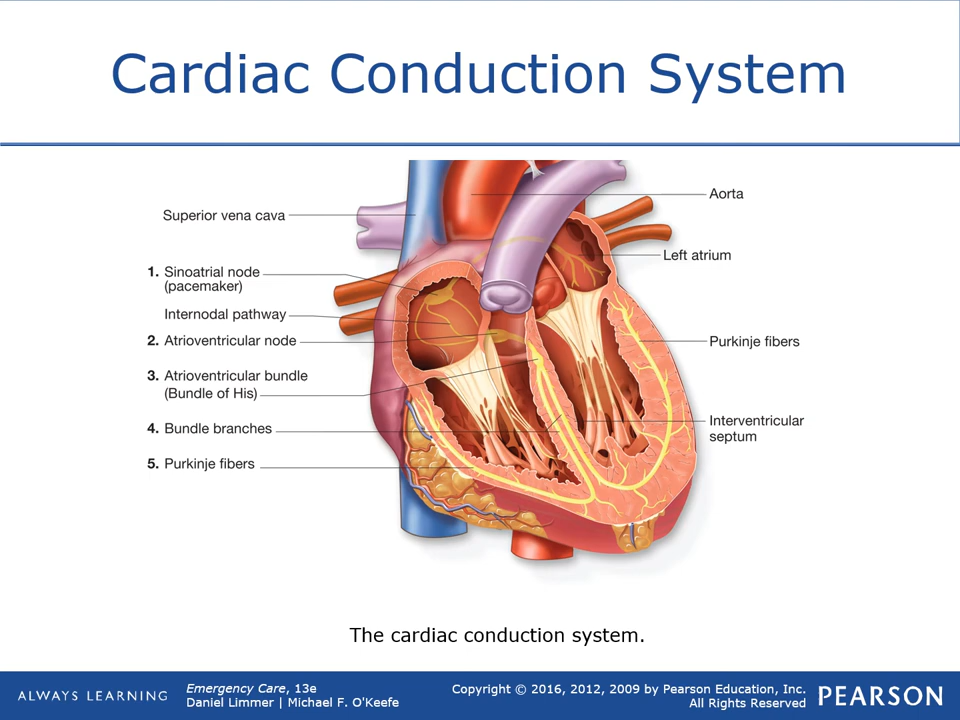 Cardiac Conduction System
Superior vena cava
1. Sinoatrial node
(pacemaker)
Internodal pathway
2. Atrioventricular node
3. Atrioventricular bundle
(Bundle of His)
4. Bundle branches
5. Purkinje fibers
Aorta
Left atrium
Purkinje fibers
Interventricular
septum
The cardiac conduction system.
ALWAYS LEARNING
Emergency Care, 13e
Daniel Limmer | Michael F. O'Keefe
Copyright © 2016, 2012, 2009 by Pearson Education, Inc.
All Rights Reserved
PEARSON